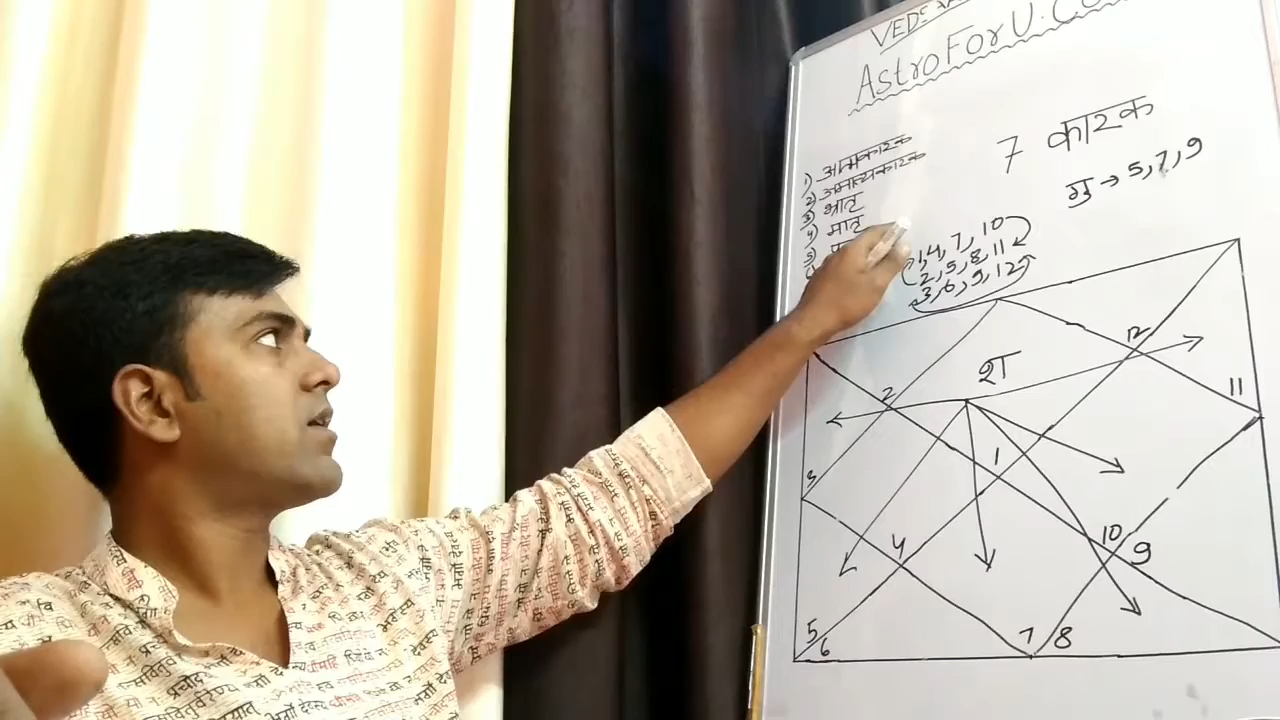 AstroForU.Co
7 कारक
गु → 5,7,9
1) आत्मकारक
2) अमात्यकारक
3) भ्रातृ
4) मातृ
5)
1,4,7,10
2,5,8,11
3,6,9,12
12
शा
11
2
1
3
10
4
9
5
6
7
8